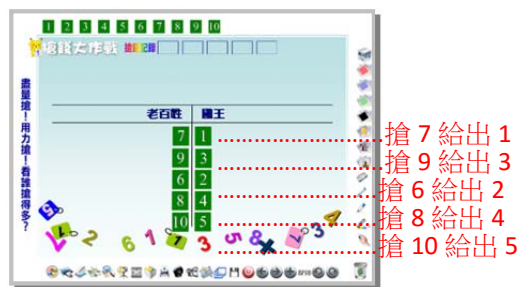 1 2 3 4 5 6 7 8 9 10
搶錢大作戰 搶錢記錄
盡量搶！用力搶！看誰搶得多？
老百姓 國王
7 1 搶 7 給出 1
9 3 搶 9 給出 3
6 2 搶 6 給出 2
8 4 搶 8 給出 4
10 5 搶 10 給出 5